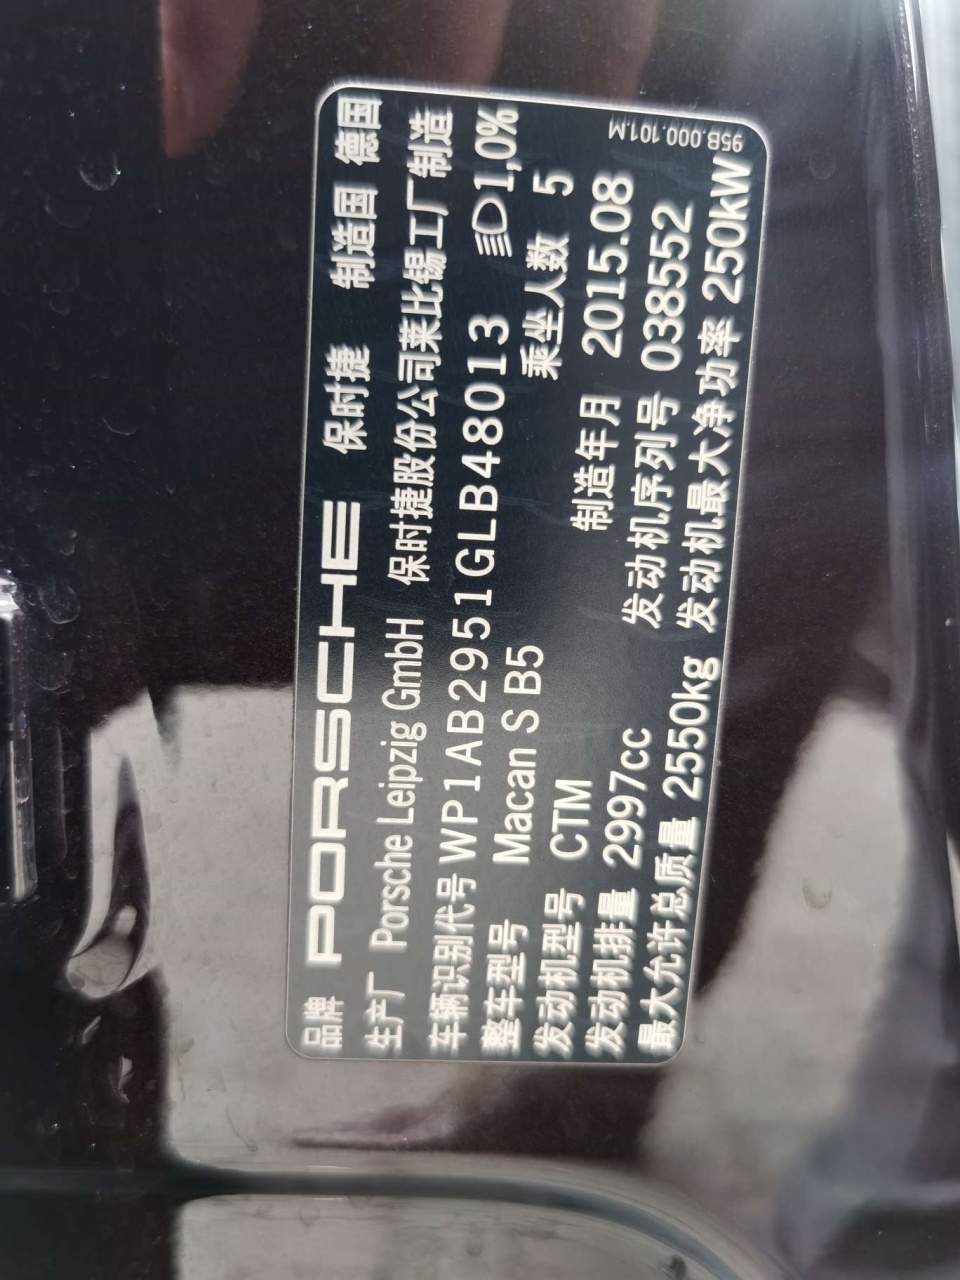 品牌 PORSCHE 保时捷 制造国 德国
生产厂 Porsche Leipzig GmbH 保时捷股份公司莱比锡工厂制造
车辆识别代号 WP1AB2951GLB48013 1,0%
整车型号 Macan S B5 乘坐人数 5
发动机型号 CTM 制造年月 2015.08
发动机排量 2997cc 发动机序列号 038552
最大允许总质量 2550kg 发动机最大净功率 250kW
95B.000.101.M